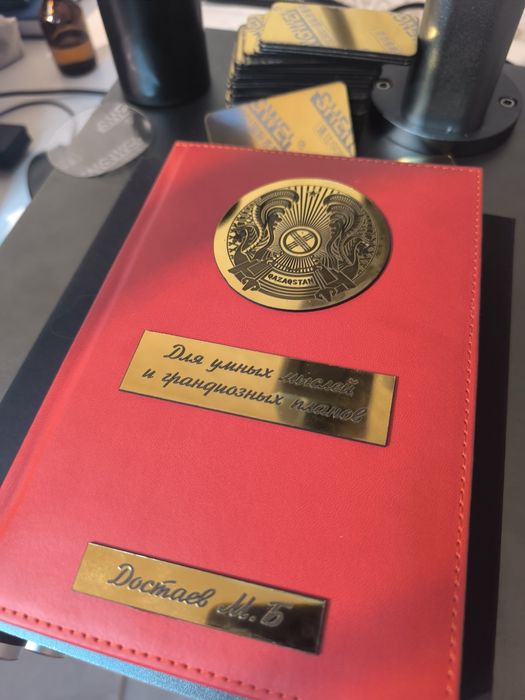 QAZAQSTAN
Для умных мыслей
и грандиозных планов
Достаев М. Б